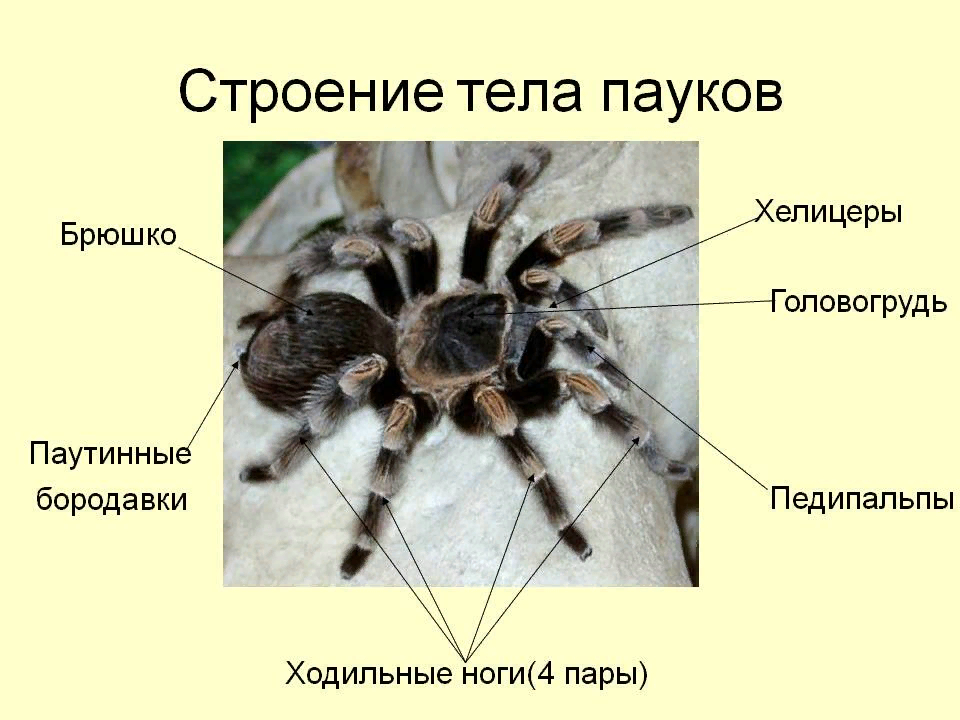 Строение тела пауков
Хелицеры
Брюшко
Головогрудь
Паутинные
бородавки
Педипальпы
Ходильные ноги(4 пары)